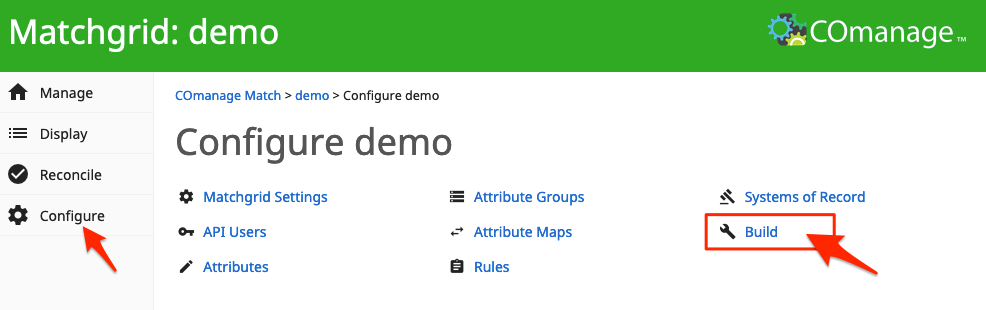 Matchgrid: demo
COmanage™
Manage
Display
Reconcile
Configure
COmanage Match > demo > Configure demo
Configure demo
Matchgrid Settings
Attribute Groups
Systems of Record
API Users
Attribute Maps
Build
Attributes
Rules